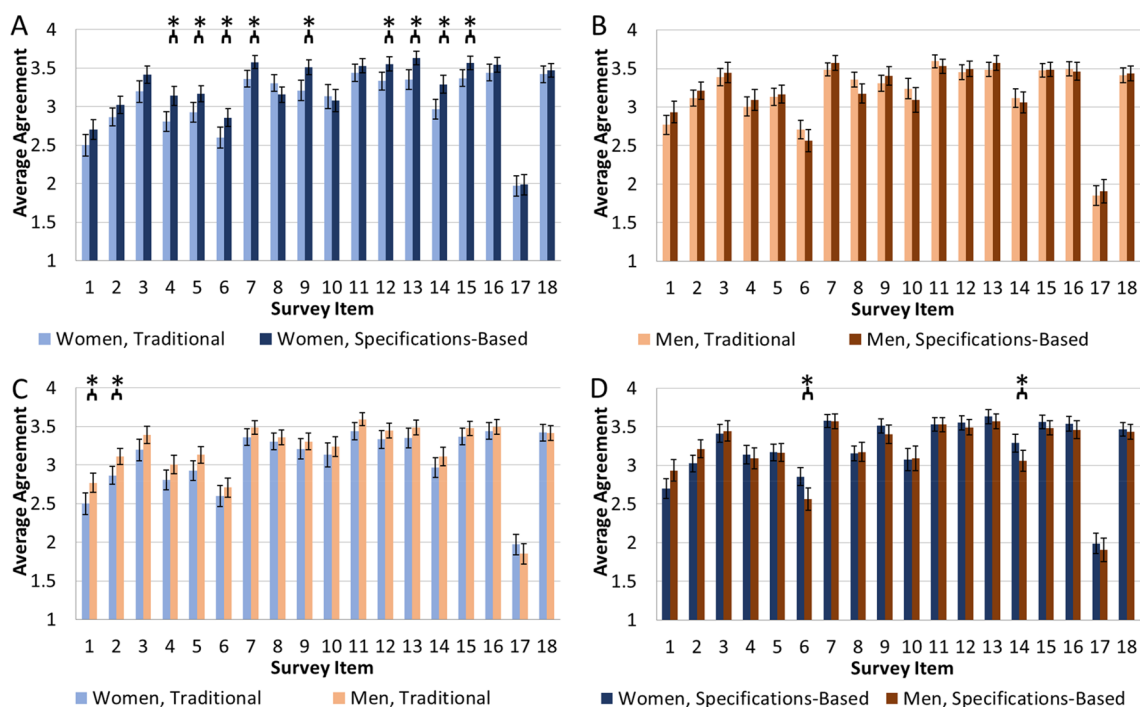 A
* * * * * * * * *
4
3.5
3
2.5
2
1.5
1
Average Agreement
1 2 3 4 5 6 7 8 9 10 11 12 13 14 15 16 17 18
Survey Item
Women, Traditional Women, Specifications-Based
B
4
3.5
3
2.5
2
1.5
1
Average Agreement
1 2 3 4 5 6 7 8 9 10 11 12 13 14 15 16 17 18
Survey Item
Men, Traditional Men, Specifications-Based
C
* *
4
3.5
3
2.5
2
1.5
1
Average Agreement
1 2 3 4 5 6 7 8 9 10 11 12 13 14 15 16 17 18
Survey Item
Women, Traditional Men, Traditional
D
* *
4
3.5
3
2.5
2
1.5
1
Average Agreement
1 2 3 4 5 6 7 8 9 10 11 12 13 14 15 16 17 18
Survey Item
Women, Specifications-Based Men, Specifications-Based